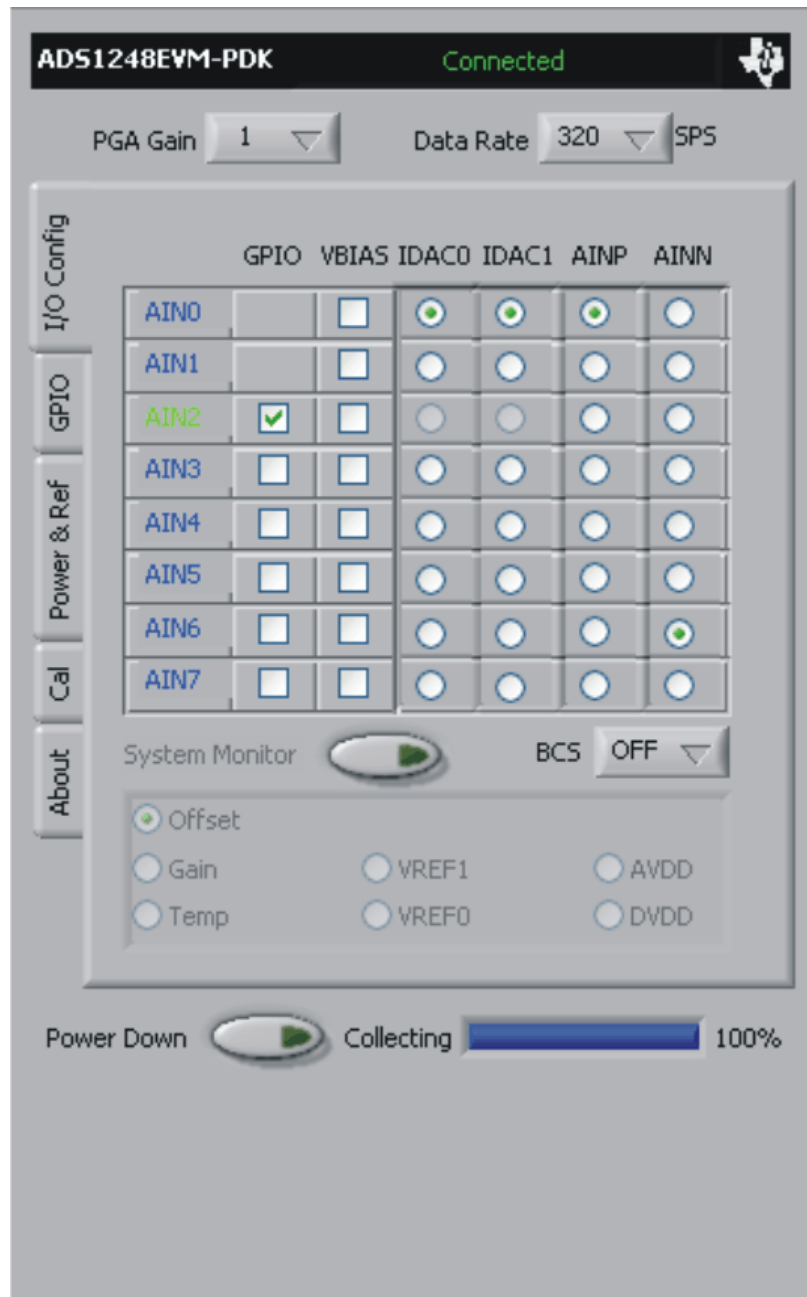 ADS1248EVM-PDK Connected
PGA Gain 1 Data Rate 320 SPS
I/O Config
GPIO
Power & Ref
Cal
About
GPIO VBIAS IDAC0 IDAC1 AINP AINN
AIN0
AIN1
AIN2
AIN3
AIN4
AIN5
AIN6
AIN7
System Monitor BCS OFF
Offset
Gain VREF1 AVDD
Temp VREF0 DVDD
Power Down Collecting 100%